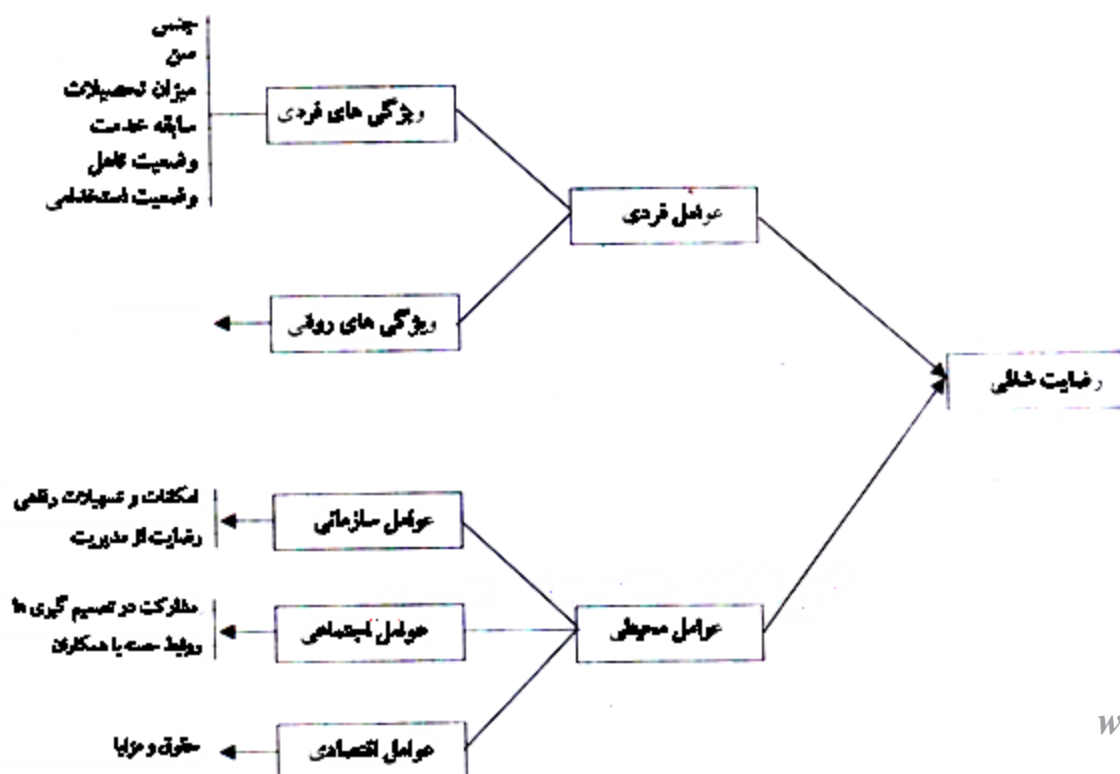 رضایت شغلی
عوامل فردی
ویژگی های فردی
جنس
سن
میزان تحصیلات
سابقه خدمت
وضعیت تاهل
وضعیت استخدامی
ویژگی های روانی
عوامل محیطی
عوامل سازمانی
امکانات و تسهیلات رفاهی
رضایت از مدیریت
عوامل اجتماعی
مشارکت در تصمیم گیری ها
روابط حسنه با همکاران
عوامل اقتصادی
حقوق و مزایا
w